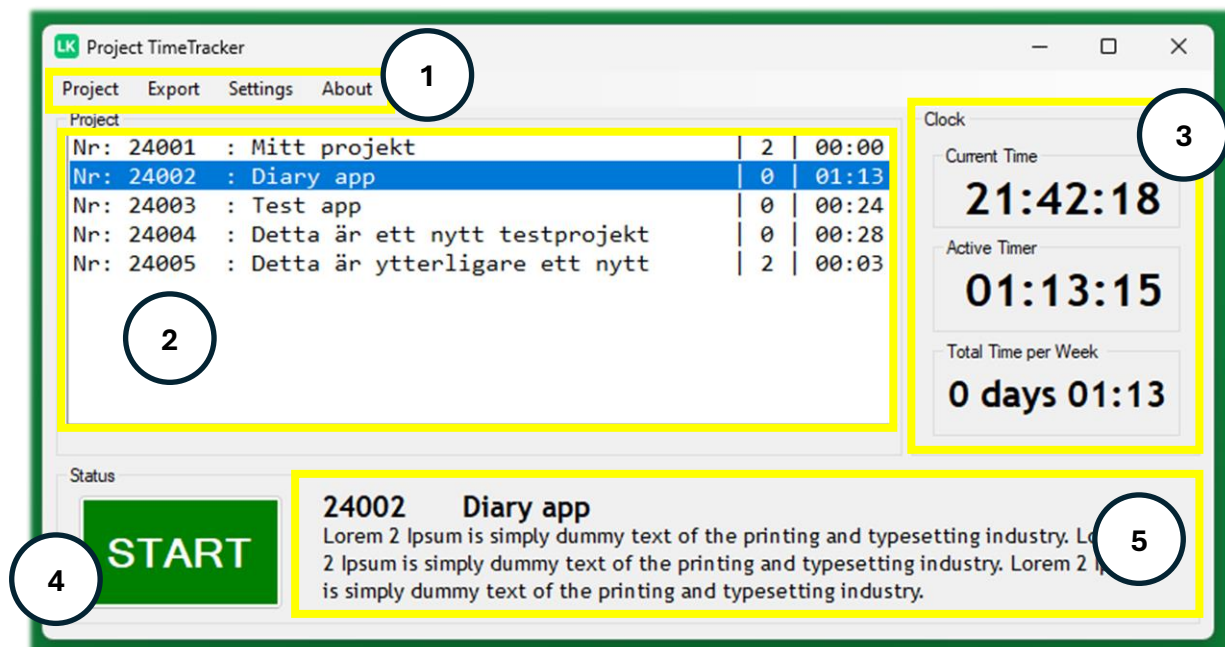 LK Project TimeTracker
1
Project Export Settings About
Project
Nr: 24001 : Mitt projekt | 2 | 00:00
Nr: 24002 : Diary app | 0 | 01:13
Nr: 24003 : Test app | 0 | 00:24
Nr: 24004 : Detta är ett nytt testprojekt | 0 | 00:28
Nr: 24005 : Detta är ytterligare ett nytt | 2 | 00:03
2
Clock
3
Current Time
21:42:18
Active Timer
01:13:15
Total Time per Week
0 days 01:13
Status
START
4
24002 Diary app
Lorem 2 Ipsum is simply dummy text of the printing and typesetting industry.
2 Ipsum is simply dummy text of the printing and typesetting industry. Lorem 2
is simply dummy text of the printing and typesetting industry.
5